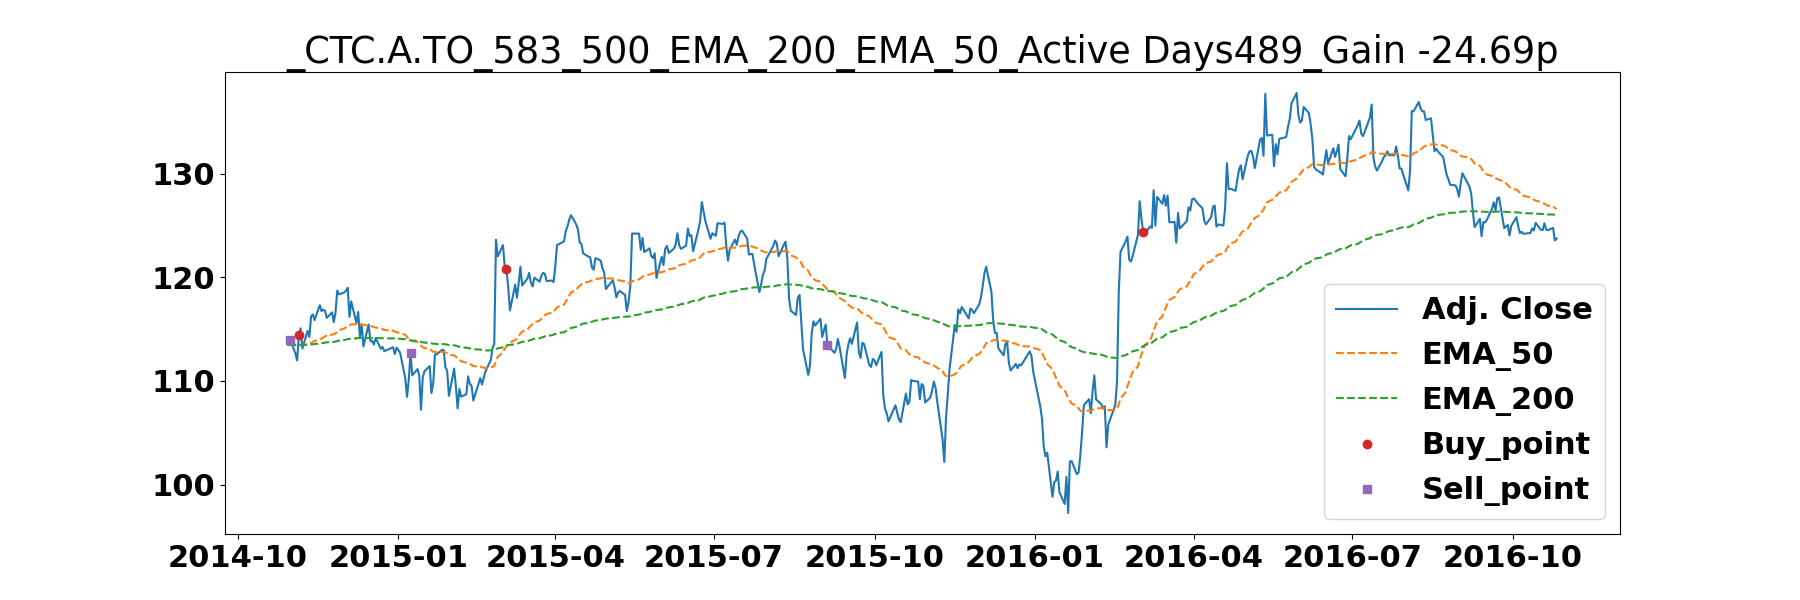 _CTC.A.TO_583_500_EMA_200_EMA_50_Active Days489_Gain -24.69p
130
120
110
100
2014-10 2015-01 2015-04 2015-07 2015-10 2016-01 2016-04 2016-07 2016-10
Adj. Close
EMA_50
EMA_200
Buy_point
Sell_point